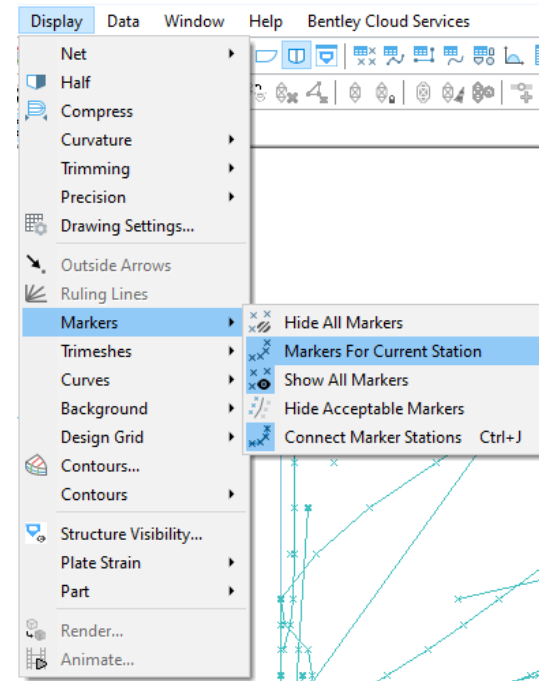 Display Data Window Help Bentley Cloud Services
Net
Half
Compress
Curvature
Trimming
Precision
Drawing Settings...
Outside Arrows
Ruling Lines
Markers
Trimeshes
Curves
Background
Design Grid
Contours...
Contours
Structure Visibility...
Plate Strain
Part
Render...
Animate...
Hide All Markers
Markers For Current Station
Show All Markers
Hide Acceptable Markers
Connect Marker Stations Ctrl+J